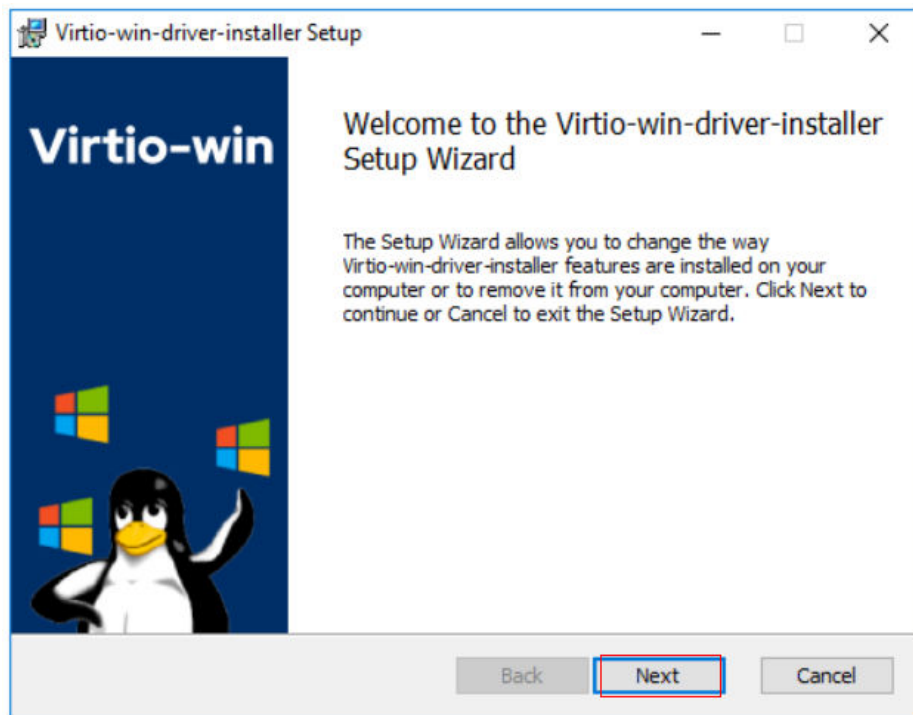 Virtio-win-driver-installer Setup
Virtio-win
Welcome to the Virtio-win-driver-installer
Setup Wizard
The Setup Wizard allows you to change the way
Virtio-win-driver-installer features are installed on your
computer or to remove it from your computer. Click Next to
continue or Cancel to exit the Setup Wizard.
Back Next Cancel